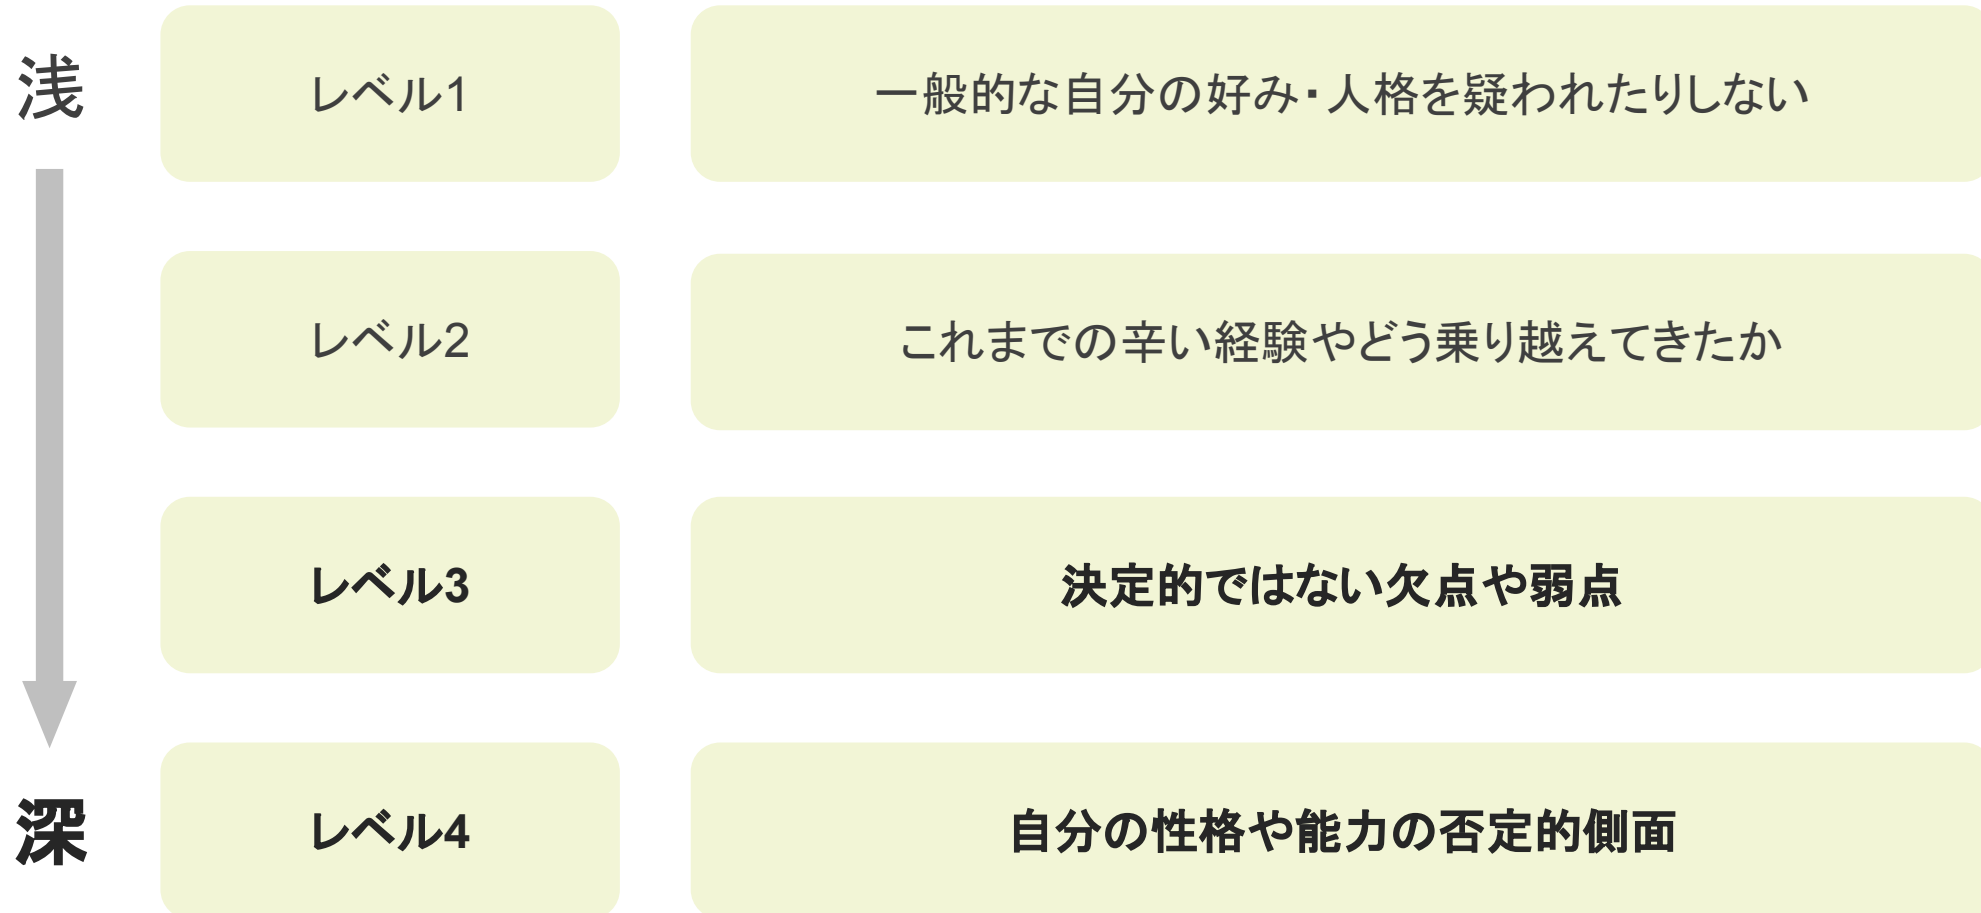 浅
レベル1
一般的な自分の好み・人格を疑われたりしない
レベル2
これまでの辛い経験やどう乗り越えてきたか
レベル3
決定的ではない欠点や弱点
深
レベル4
自分の性格や能力の否定的側面